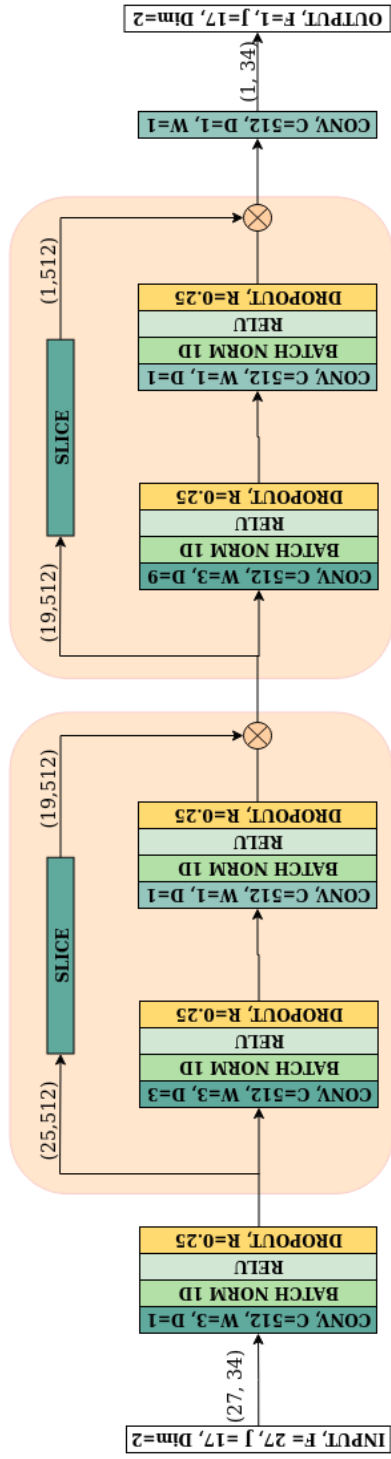 INPUT, F= 27, j =17, Dim=2
(27, 34)
CONV, C=512, W=3, D=1
BATCH NORM 1D
RELU
DROPOUT, R=0.25
(25,512)
SLICE
(19,512)
CONV, C=512, W=3, D=3
BATCH NORM 1D
RELU
DROPOUT, R=0.25
CONV, C=512, W=1, D=1
BATCH NORM 1D
RELU
DROPOUT, R=0.25
(19,512)
SLICE
(1,512)
CONV, C=512, W=3, D=9
BATCH NORM 1D
RELU
DROPOUT, R=0.25
CONV, C=512, W=1, D=1
BATCH NORM 1D
RELU
DROPOUT, R=0.25
CONV, C=512, D=1, W=1
(1, 34)
OUTPUT, F=1, j=17, Dim=2